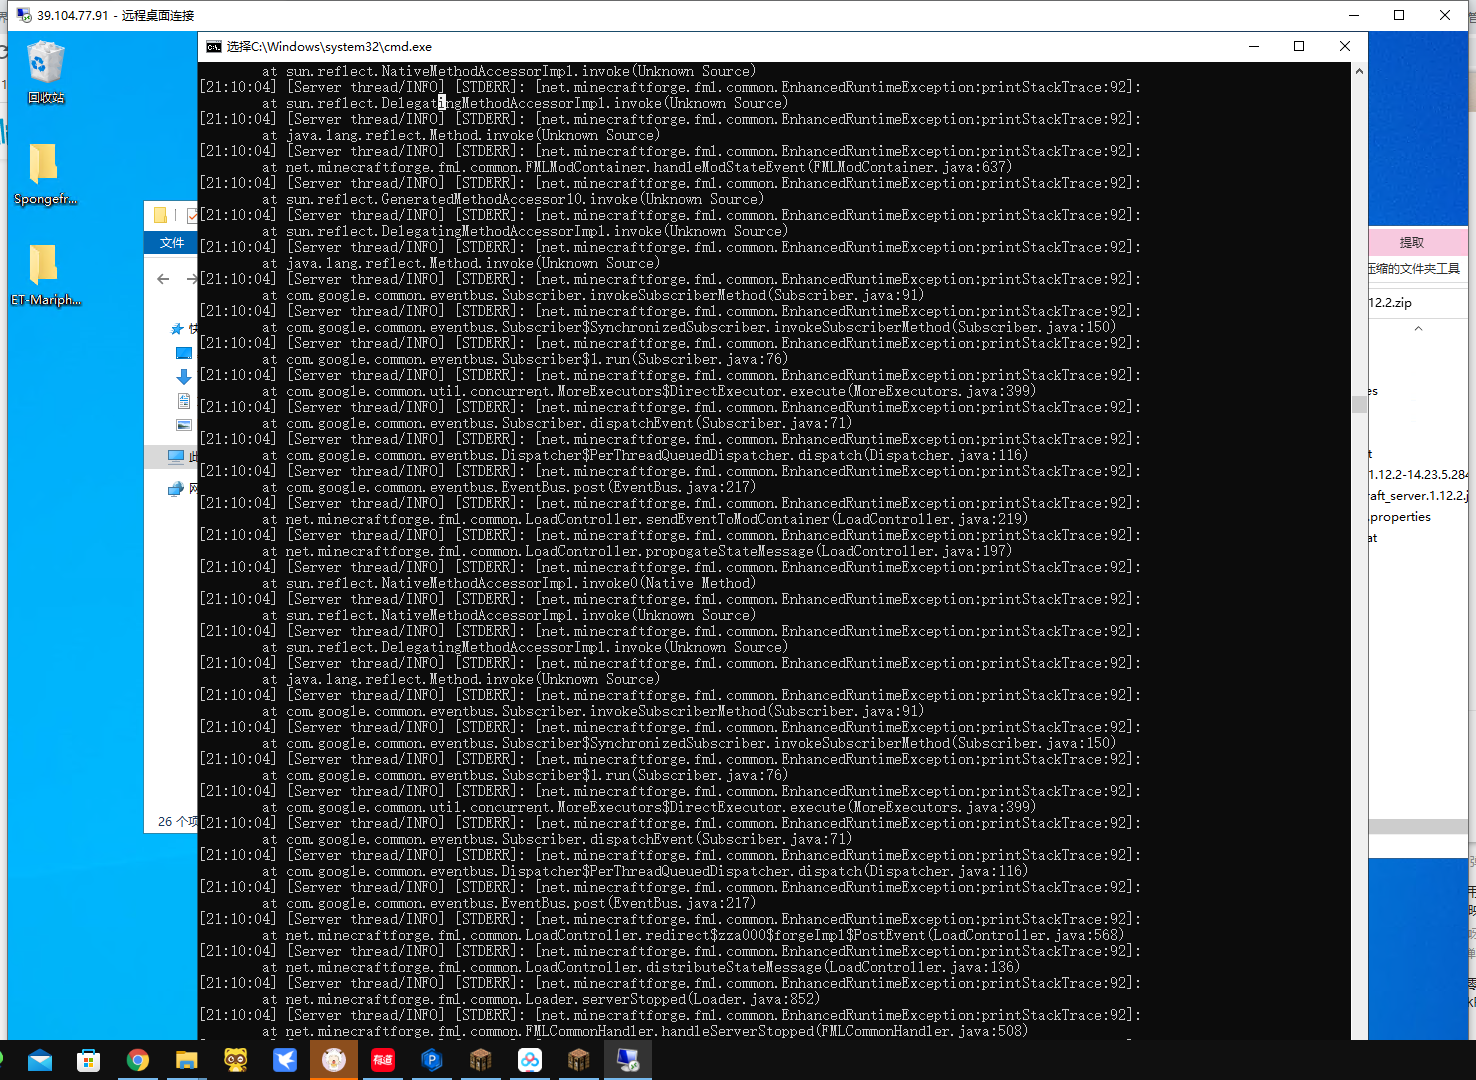 39.104.77.91 - 远程桌面连接
回收站
Spongefr...
ET-Mariph...
文件
26 个项
选择C:\Windows\system32\cmd.exe
at sun.reflect.NativeMethodAccessorImpl.invoke(Unknown Source)
[21:10:04] [Server thread/INFO] [STDERR]: [net.minecraftforge.fml.common.EnhancedRuntimeException:printStackTrace:92]:
at sun.reflect.DelegatingMethodAccessorImpl.invoke(Unknown Source)
[21:10:04] [Server thread/INFO] [STDERR]: [net.minecraftforge.fml.common.EnhancedRuntimeException:printStackTrace:92]:
at java.lang.reflect.Method.invoke(Unknown Source)
[21:10:04] [Server thread/INFO] [STDERR]: [net.minecraftforge.fml.common.EnhancedRuntimeException:printStackTrace:92]:
at net.minecraftforge.fml.common.FMLModContainer.handleModStateEvent(FMLModContainer.java:637)
[21:10:04] [Server thread/INFO] [STDERR]: [net.minecraftforge.fml.common.EnhancedRuntimeException:printStackTrace:92]:
at sun.reflect.GeneratedMethodAccessor10.invoke(Unknown Source)
[21:10:04] [Server thread/INFO] [STDERR]: [net.minecraftforge.fml.common.EnhancedRuntimeException:printStackTrace:92]:
at sun.reflect.DelegatingMethodAccessorImpl.invoke(Unknown Source)
[21:10:04] [Server thread/INFO] [STDERR]: [net.minecraftforge.fml.common.EnhancedRuntimeException:printStackTrace:92]:
at java.lang.reflect.Method.invoke(Unknown Source)
[21:10:04] [Server thread/INFO] [STDERR]: [net.minecraftforge.fml.common.EnhancedRuntimeException:printStackTrace:92]:
at com.google.common.eventbus.Subscriber.invokeSubscriberMethod(Subscriber.java:91)
[21:10:04] [Server thread/INFO] [STDERR]: [net.minecraftforge.fml.common.EnhancedRuntimeException:printStackTrace:92]:
at com.google.common.eventbus.Subscriber$SynchronizedSubscriber.invokeSubscriberMethod(Subscriber.java:150)
[21:10:04] [Server thread/INFO] [STDERR]: [net.minecraftforge.fml.common.EnhancedRuntimeException:printStackTrace:92]:
at com.google.common.eventbus.Subscriber$1.run(Subscriber.java:76)
[21:10:04] [Server thread/INFO] [STDERR]: [net.minecraftforge.fml.common.EnhancedRuntimeException:printStackTrace:92]:
at com.google.common.util.concurrent.MoreExecutors$DirectExecutor.execute(MoreExecutors.java:399)
[21:10:04] [Server thread/INFO] [STDERR]: [net.minecraftforge.fml.common.EnhancedRuntimeException:printStackTrace:92]:
at com.google.common.eventbus.Subscriber.dispatchEvent(Subscriber.java:71)
[21:10:04] [Server thread/INFO] [STDERR]: [net.minecraftforge.fml.common.EnhancedRuntimeException:printStackTrace:92]:
at com.google.common.eventbus.Dispatcher$PerThreadQueuedDispatcher.dispatch(Dispatcher.java:116)
[21:10:04] [Server thread/INFO] [STDERR]: [net.minecraftforge.fml.common.EnhancedRuntimeException:printStackTrace:92]:
at com.google.common.eventbus.EventBus.post(EventBus.java:217)
[21:10:04] [Server thread/INFO] [STDERR]: [net.minecraftforge.fml.common.EnhancedRuntimeException:printStackTrace:92]:
at net.minecraftforge.fml.common.LoadController.sendEventToModContainer(LoadController.java:219)
[21:10:04] [Server thread/INFO] [STDERR]: [net.minecraftforge.fml.common.EnhancedRuntimeException:printStackTrace:92]:
at net.minecraftforge.fml.common.LoadController.propogateStateMessage(LoadController.java:197)
[21:10:04] [Server thread/INFO] [STDERR]: [net.minecraftforge.fml.common.EnhancedRuntimeException:printStackTrace:92]:
at sun.reflect.NativeMethodAccessorImpl.invoke0(Native Method)
[21:10:04] [Server thread/INFO] [STDERR]: [net.minecraftforge.fml.common.EnhancedRuntimeException:printStackTrace:92]:
at sun.reflect.NativeMethodAccessorImpl.invoke(Unknown Source)
[21:10:04] [Server thread/INFO] [STDERR]: [net.minecraftforge.fml.common.EnhancedRuntimeException:printStackTrace:92]:
at sun.reflect.DelegatingMethodAccessorImpl.invoke(Unknown Source)
[21:10:04] [Server thread/INFO] [STDERR]: [net.minecraftforge.fml.common.EnhancedRuntimeException:printStackTrace:92]:
at java.lang.reflect.Method.invoke(Unknown Source)
[21:10:04] [Server thread/INFO] [STDERR]: [net.minecraftforge.fml.common.EnhancedRuntimeException:printStackTrace:92]:
at com.google.common.eventbus.Subscriber.invokeSubscriberMethod(Subscriber.java:91)
[21:10:04] [Server thread/INFO] [STDERR]: [net.minecraftforge.fml.common.EnhancedRuntimeException:printStackTrace:92]:
at com.google.common.eventbus.Subscriber$SynchronizedSubscriber.invokeSubscriberMethod(Subscriber.java:150)
[21:10:04] [Server thread/INFO] [STDERR]: [net.minecraftforge.fml.common.EnhancedRuntimeException:printStackTrace:92]:
at com.google.common.eventbus.Subscriber$1.run(Subscriber.java:76)
[21:10:04] [Server thread/INFO] [STDERR]: [net.minecraftforge.fml.common.EnhancedRuntimeException:printStackTrace:92]:
at com.google.common.util.concurrent.MoreExecutors$DirectExecutor.execute(MoreExecutors.java:399)
[21:10:04] [Server thread/INFO] [STDERR]: [net.minecraftforge.fml.common.EnhancedRuntimeException:printStackTrace:92]:
at com.google.common.eventbus.Subscriber.dispatchEvent(Subscriber.java:71)
[21:10:04] [Server thread/INFO] [STDERR]: [net.minecraftforge.fml.common.EnhancedRuntimeException:printStackTrace:92]:
at com.google.common.eventbus.Dispatcher$PerThreadQueuedDispatcher.dispatch(Dispatcher.java:116)
[21:10:04] [Server thread/INFO] [STDERR]: [net.minecraftforge.fml.common.EnhancedRuntimeException:printStackTrace:92]:
at com.google.common.eventbus.EventBus.post(EventBus.java:217)
[21:10:04] [Server thread/INFO] [STDERR]: [net.minecraftforge.fml.common.EnhancedRuntimeException:printStackTrace:92]:
at net.minecraftforge.fml.common.LoadController.redirect$zza000$forgeImpl$PostEvent(LoadController.java:568)
[21:10:04] [Server thread/INFO] [STDERR]: [net.minecraftforge.fml.common.EnhancedRuntimeException:printStackTrace:92]:
at net.minecraftforge.fml.common.LoadController.distributeStateMessage(LoadController.java:136)
[21:10:04] [Server thread/INFO] [STDERR]: [net.minecraftforge.fml.common.EnhancedRuntimeException:printStackTrace:92]:
at net.minecraftforge.fml.common.Loader.serverStopped(Loader.java:852)
[21:10:04] [Server thread/INFO] [STDERR]: [net.minecraftforge.fml.common.EnhancedRuntimeException:printStackTrace:92]:
at net.minecraftforge.fml.common.FMLCommonHandler.handleServerStopped(FMLCommonHandler.java:508)
提取
压缩的文件夹工具
12.2.zip
es
t
1.12.2-14.23.5.284
raft_server.1.12.2.j
.properties
at
有道